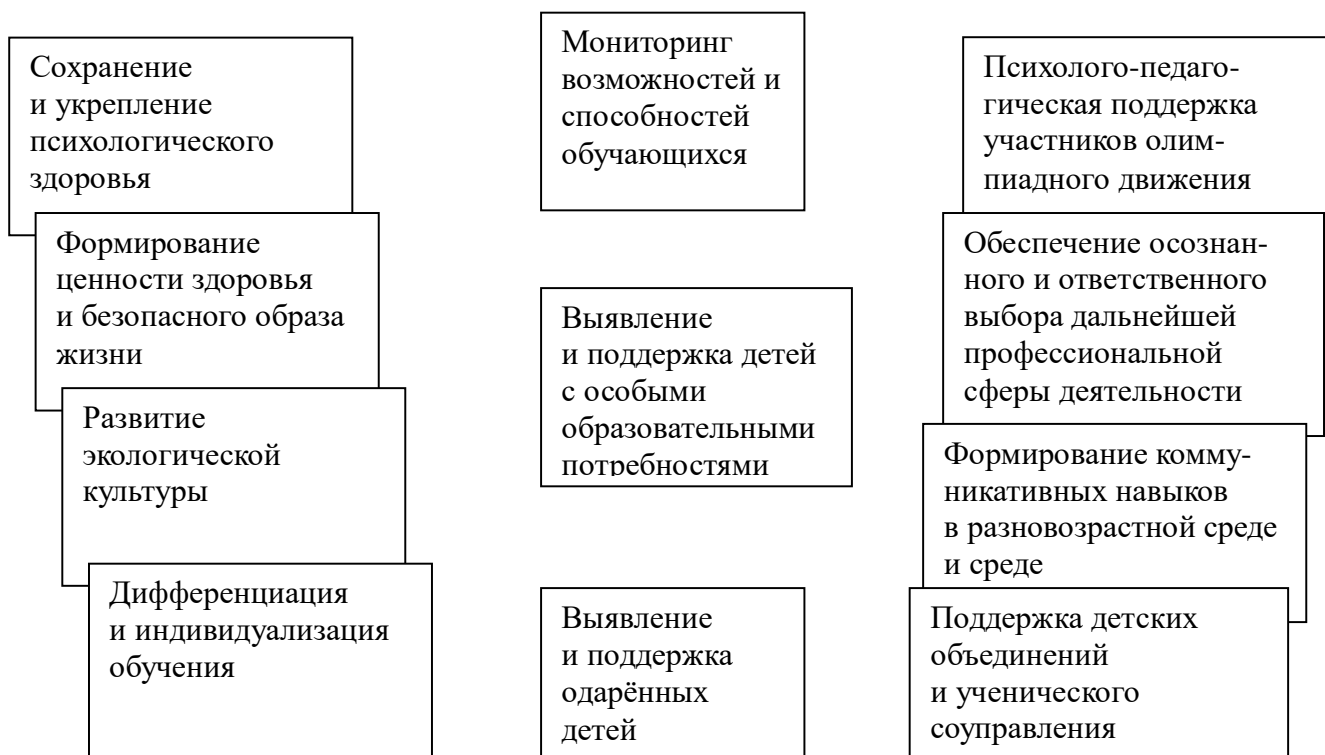 Сохранение
и укрепление
психологического
здоровья
Формирование
ценности здоровья
и безопасного образа
жизни
Развитие
экологической
культуры
Дифференциация
и индивидуализация
обучения
Мониторинг
возможностей и
способностей
обучающихся
Выявление
и поддержка детей
с особыми
образовательными
потребностями
Выявление
и поддержка
одарённых
детей
Психолого-педаго-
гическая поддержка
участников олим-
пиадного движения
Обеспечение осознан-
ного и ответственного
выбора дальнейшей
профессиональной
сферы деятельности
Формирование комму-
никативных навыков
в разновозрастной среде
и среде
Поддержка детских
объединений
и ученического
соуправления